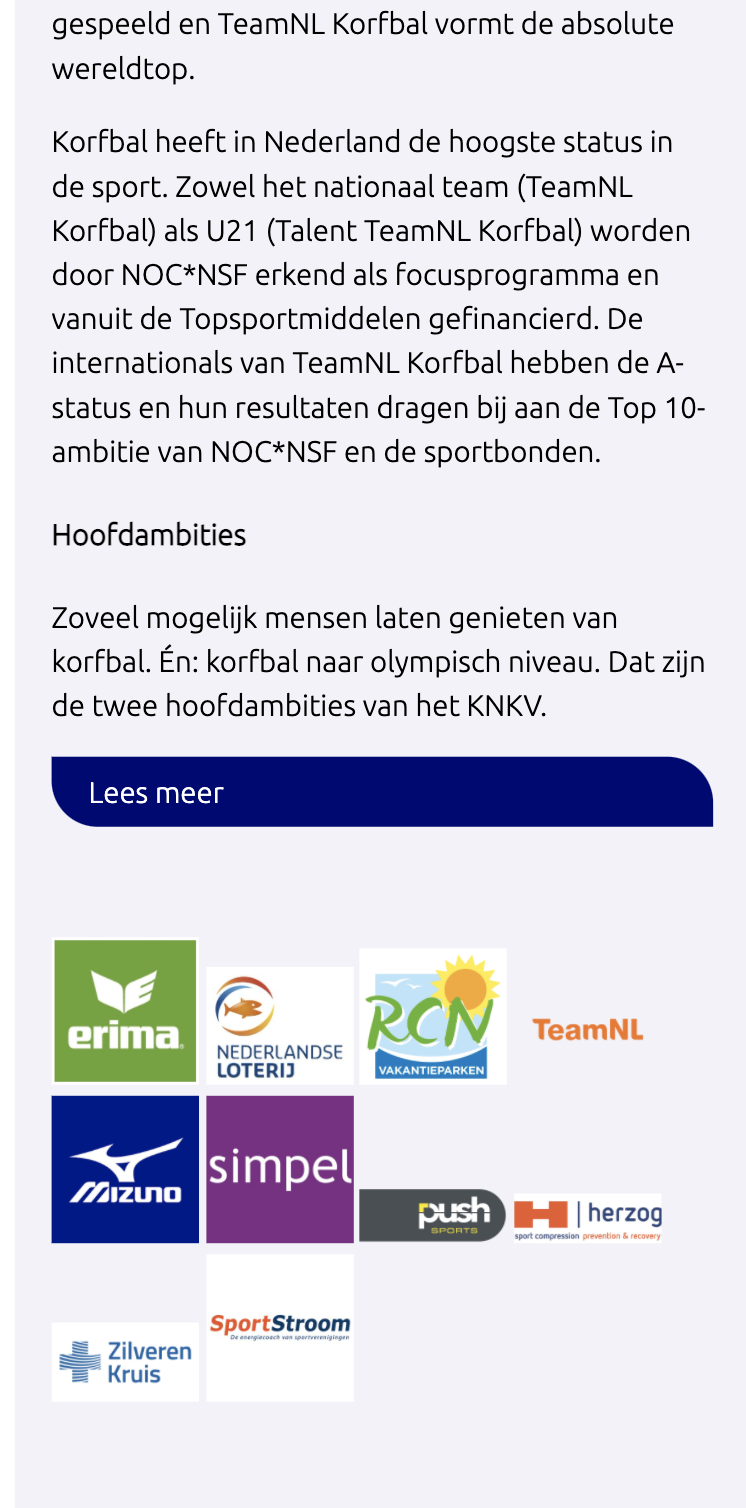 gespeeld en TeamNL Korfbal vormt de absolute
wereldtop.
Korfbal heeft in Nederland de hoogste status in
de sport. Zowel het nationaal team (TeamNL
Korfbal) als U21 (Talent TeamNL Korfbal) worden
door NOC*NSF erkend als focusprogramma en
vanuit de Topsportmiddelen gefinancierd. De
internationals van TeamNL Korfbal hebben de A-
status en hun resultaten dragen bij aan de Top 10-
ambitie van NOC*NSF en de sportbonden.
Hoofdambities
Zoveel mogelijk mensen laten genieten van
korfbal. Én: korfbal naar olympisch niveau. Dat zijn
de twee hoofdambities van het KNKV.
Lees meer
erima
NEDERLANDSE
LOTERIJ
RCN
VAKANTIEPARKEN
TeamNL
MIZUNO
simpel
push
SPORTS
herzog
sport compression prevention & recovery
Zilveren
Kruis
SportStroom
De energiecoach van sportverenigingen